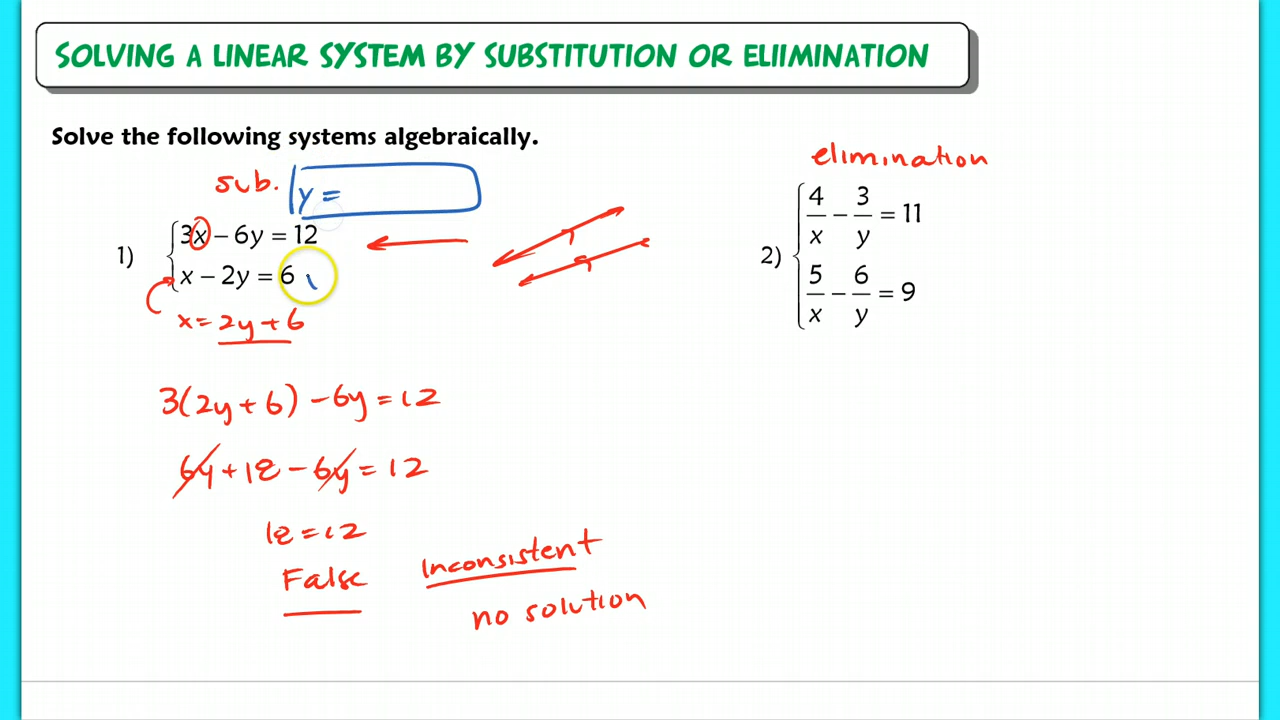 SOLVING A LINEAR SYSTEM BY SUBSTITUTION OR ELIIMINATION
Solve the following systems algebraically.
sub. y =
1) 3x − 6y = 12
x − 2y = 6
x = 2y + 6
3(2y + 6) − 6y = 12
6y + 18 − 6y = 12
18 = 12
False
Inconsistent
no solution
elimination
2) 4/x − 3/y = 11
5/x − 6/y = 9